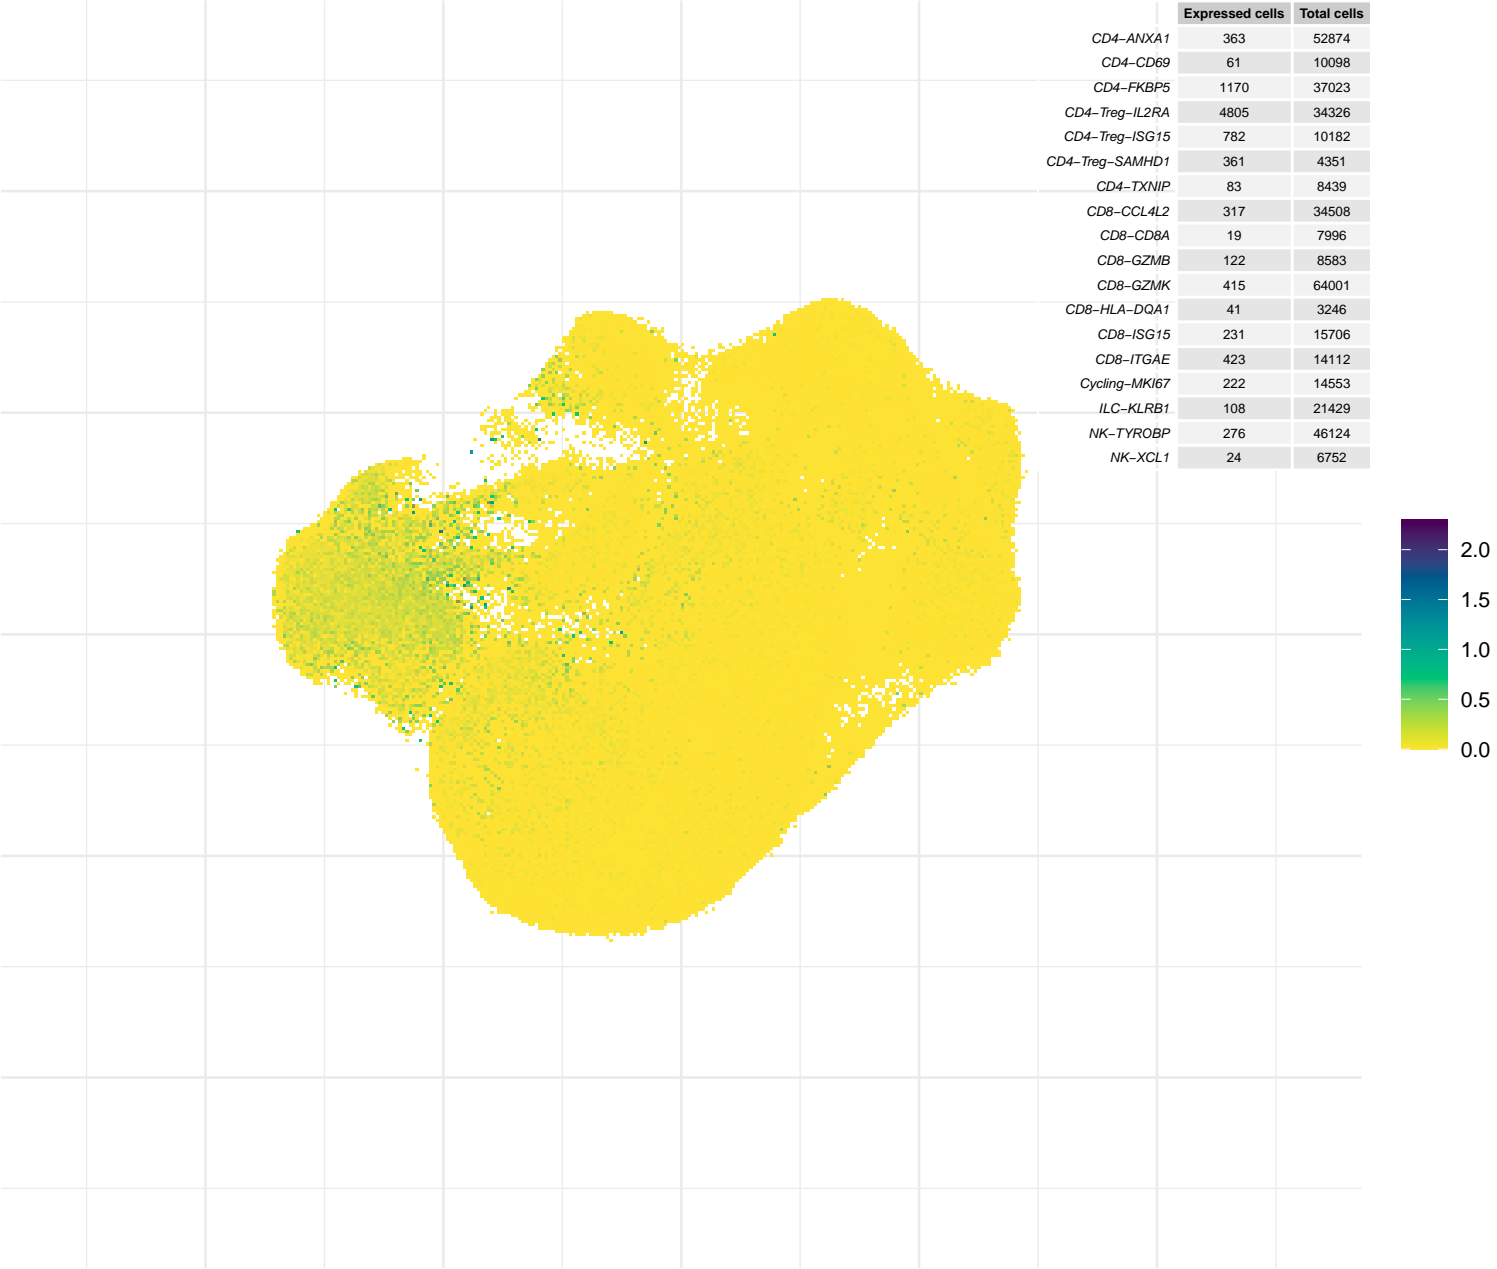 Expressed cells Total cells
CD4−ANXA1 363 52874
CD4−CD69 61 10098
CD4−FKBP5 1170 37023
CD4−Treg−IL2RA 4805 34326
CD4−Treg−ISG15 782 10182
CD4−Treg−SAMHD1 361 4351
CD4−TXNIP 83 8439
CD8−CCL4L2 317 34508
CD8−CD8A 19 7996
CD8−GZMB 122 8583
CD8−GZMK 415 64001
CD8−HLA−DQA1 41 3246
CD8−ISG15 231 15706
CD8−ITGAE 423 14112
Cycling−MKI67 222 14553
ILC−KLRB1 108 21429
NK−TYROBP 276 46124
NK−XCL1 24 6752
2.0
1.5
1.0
0.5
0.0